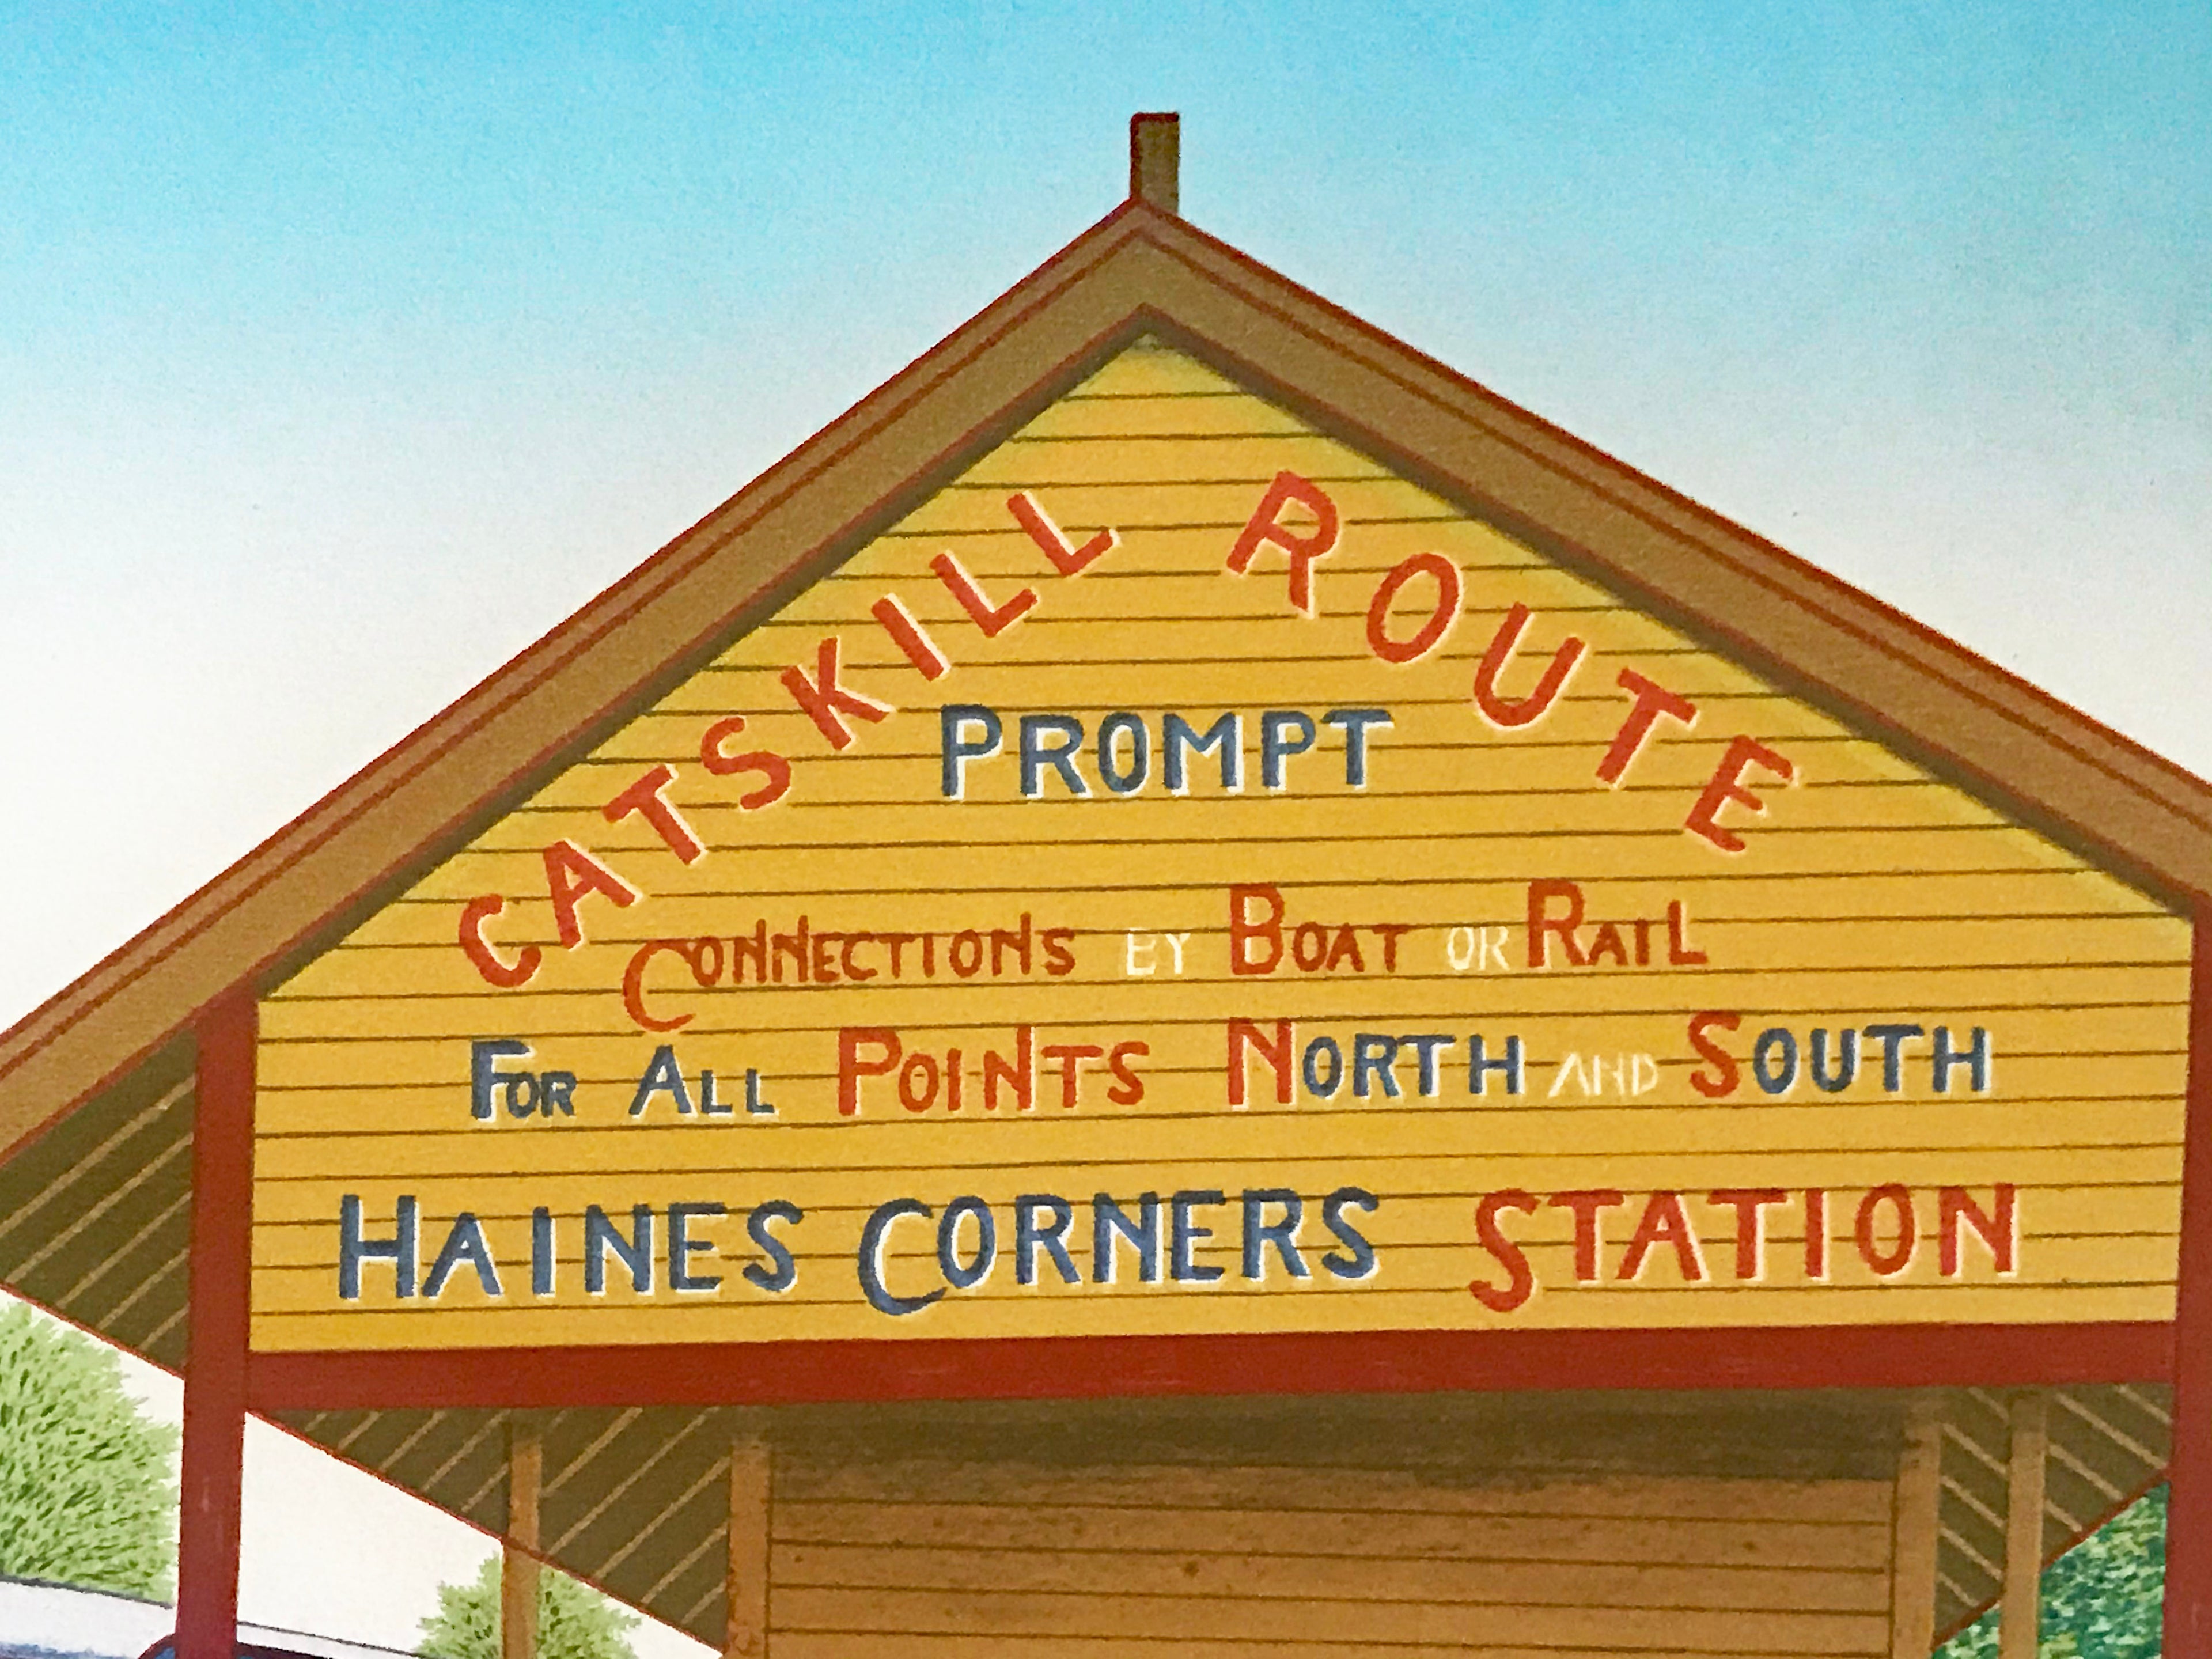 CATSKILL ROUTE
PROMPT
CONNECTIONS BY BOAT OR RAIL
FOR ALL POINTS NORTH AND SOUTH
HAINES CORNERS STATION